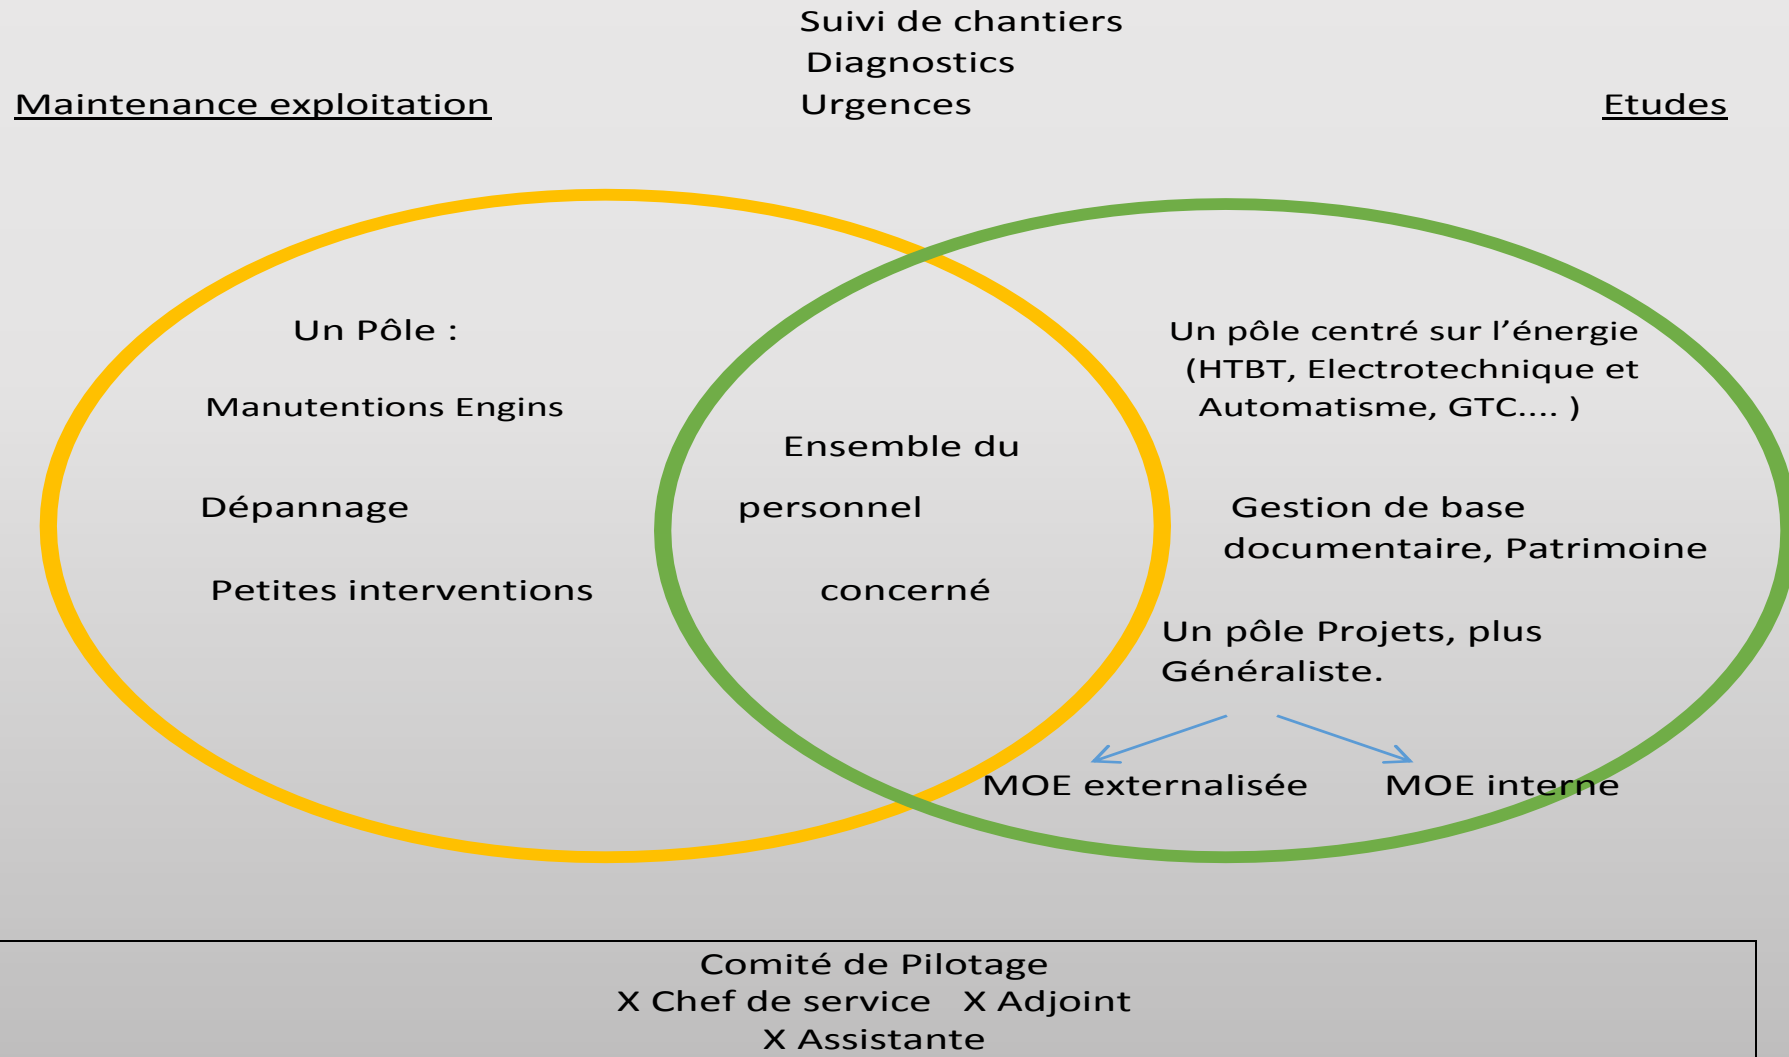 Suivi de chantiers
Diagnostics
Urgences
Maintenance exploitation
Etudes
Un Pôle :
Manutentions Engins
Dépannage
Petites interventions
Ensemble du
personnel
concerné
Un pôle centré sur l’énergie
(HTBT, Electrotechnique et
Automatisme, GTC.... )
Gestion de base
documentaire, Patrimoine
Un pôle Projets, plus
Généraliste.
MOE externalisée
MOE interne
Comité de Pilotage
X Chef de service   X Adjoint
X Assistante